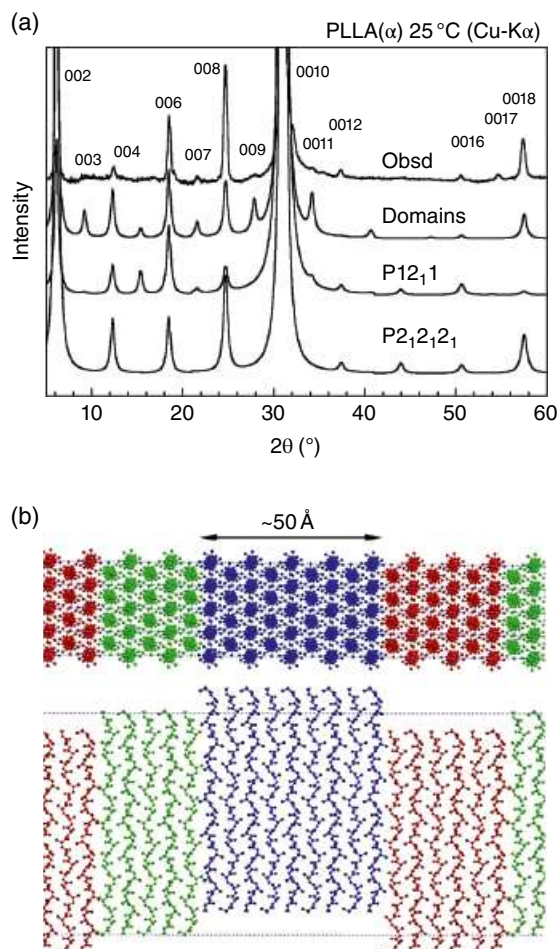 (a)
PLLA(α) 25 °C (Cu-Kα)
002
003
004
006
007
008
009
0010
0011
0012
0016
0017
0018
Obsd
Domains
P12₁1
P2₁2₁2₁
Intensity
10 20 30 40 50 60
2θ (°)
(b)
~50 Å